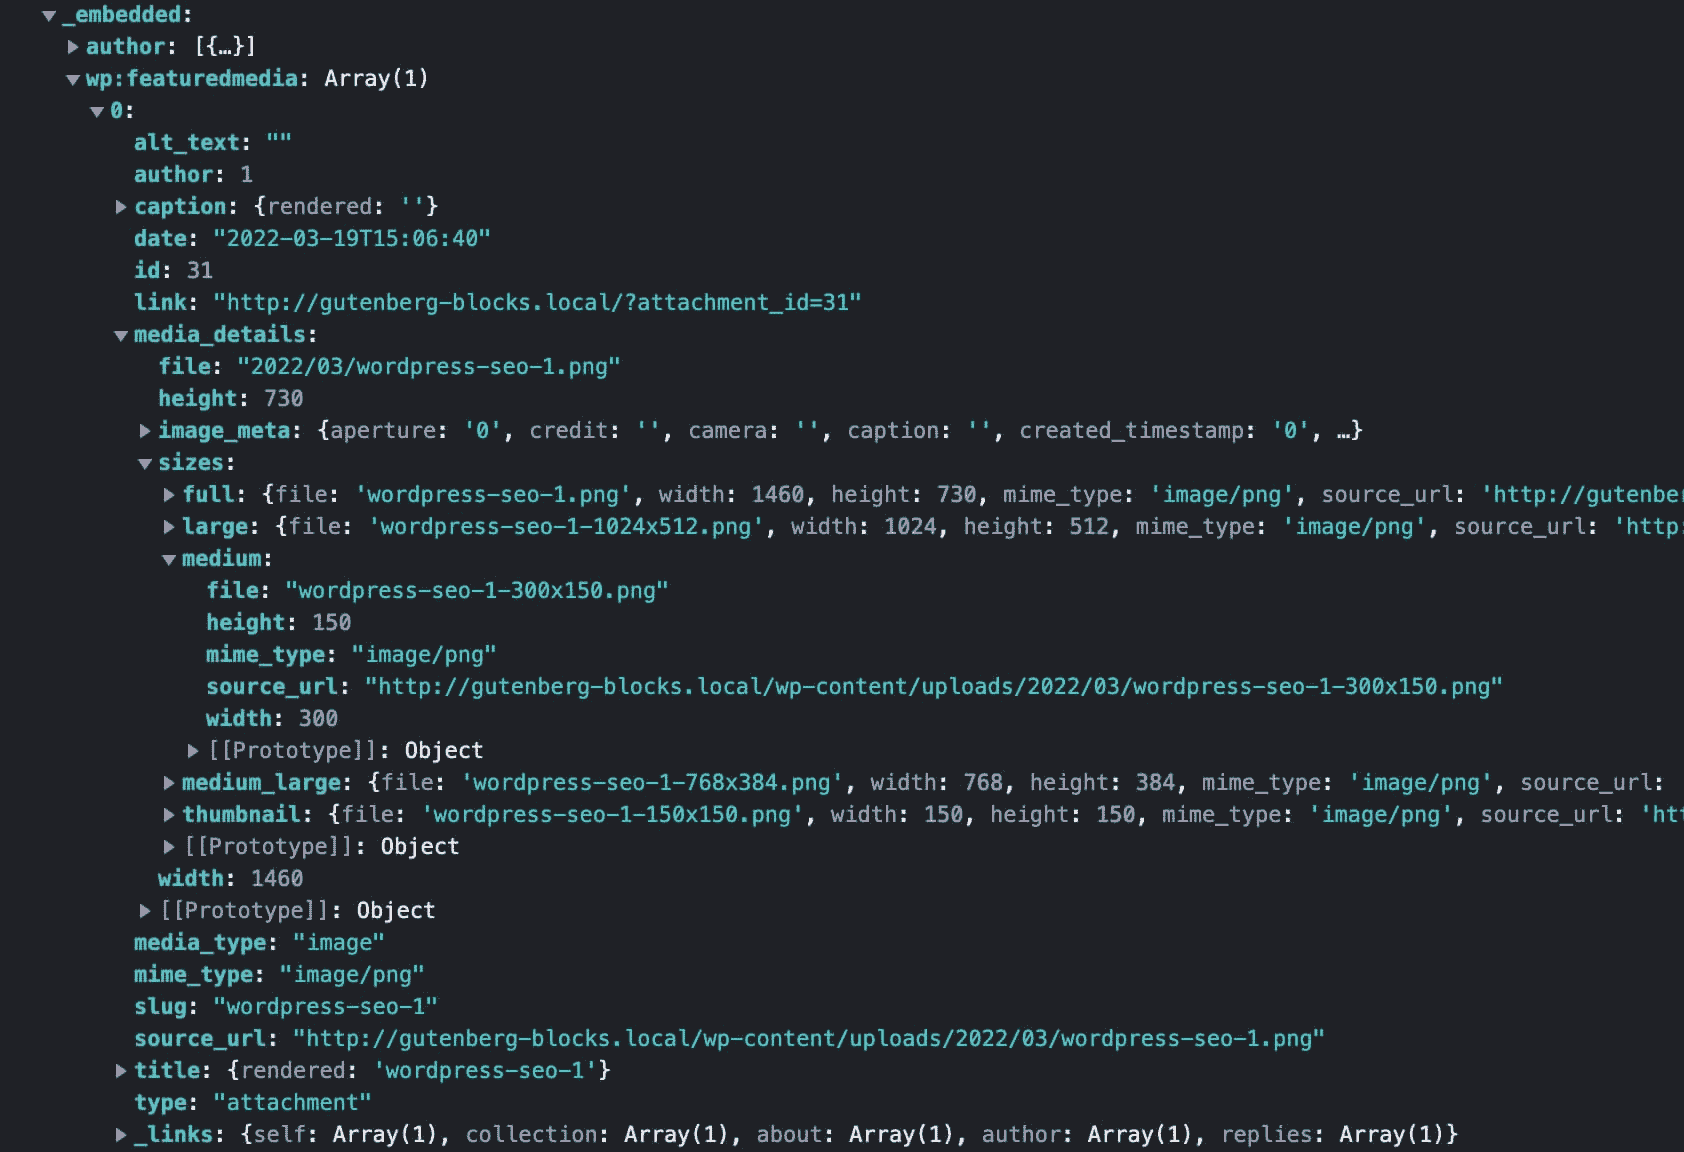 _embedded:
author: [{…}]
wp:featuredmedia: Array(1)
0:
alt_text: ""
author: 1
caption: {rendered: ''}
date: "2022-03-19T15:06:40"
id: 31
link: "http://gutenberg-blocks.local/?attachment_id=31"
media_details:
file: "2022/03/wordpress-seo-1.png"
height: 730
image_meta: {aperture: '0', credit: '', camera: '', caption: '', created_timestamp: '0', …}
sizes:
full: {file: 'wordpress-seo-1.png', width: 1460, height: 730, mime_type: 'image/png', source_url: 'http://gutenbe
large: {file: 'wordpress-seo-1-1024x512.png', width: 1024, height: 512, mime_type: 'image/png', source_url: 'http:
medium:
file: "wordpress-seo-1-300x150.png"
height: 150
mime_type: "image/png"
source_url: "http://gutenberg-blocks.local/wp-content/uploads/2022/03/wordpress-seo-1-300x150.png"
width: 300
[[Prototype]]: Object
medium_large: {file: 'wordpress-seo-1-768x384.png', width: 768, height: 384, mime_type: 'image/png', source_url:
thumbnail: {file: 'wordpress-seo-1-150x150.png', width: 150, height: 150, mime_type: 'image/png', source_url: 'htt
[[Prototype]]: Object
width: 1460
[[Prototype]]: Object
media_type: "image"
mime_type: "image/png"
slug: "wordpress-seo-1"
source_url: "http://gutenberg-blocks.local/wp-content/uploads/2022/03/wordpress-seo-1.png"
title: {rendered: 'wordpress-seo-1'}
type: "attachment"
_links: {self: Array(1), collection: Array(1), about: Array(1), author: Array(1), replies: Array(1)}